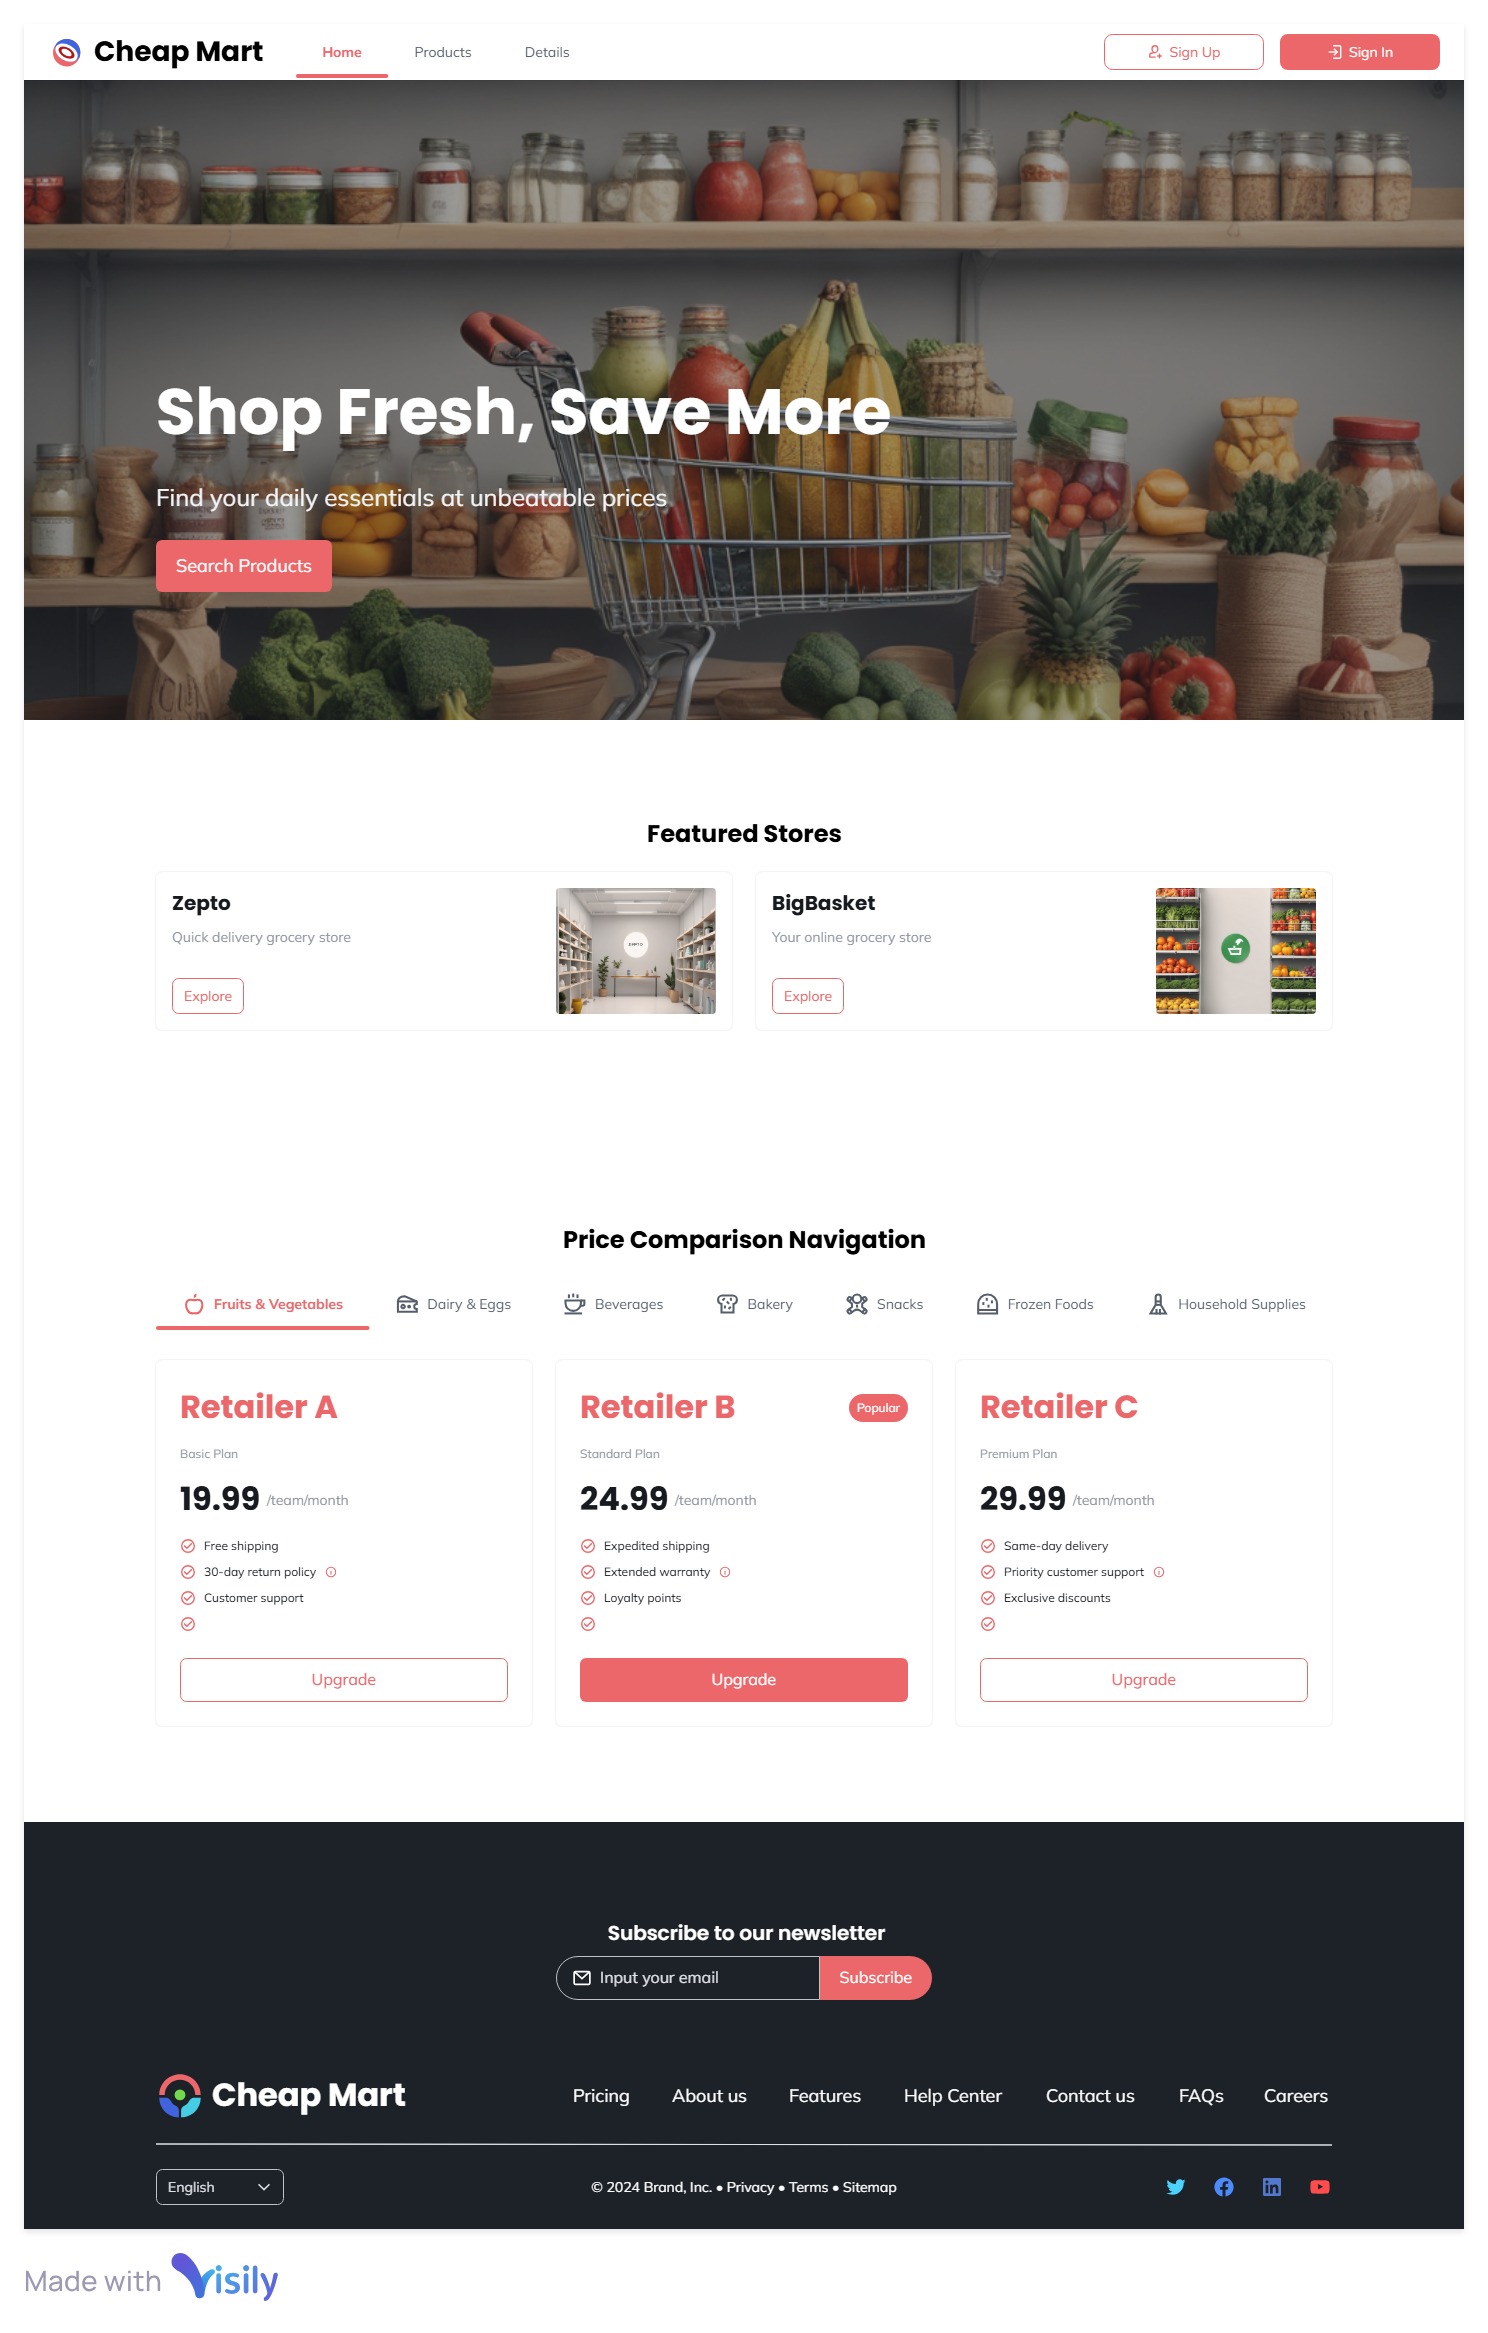 Cheap Mart
Home
Products
Details
Sign Up
Sign In
Shop Fresh, Save More
Find your daily essentials at unbeatable prices
Search Products
Featured Stores
Zepto
Quick delivery grocery store
Explore
BigBasket
Your online grocery store
Explore
Price Comparison Navigation
Fruits & Vegetables
Dairy & Eggs
Beverages
Bakery
Snacks
Frozen Foods
Household Supplies
Retailer A
Basic Plan
19.99 /team/month
Free shipping
30-day return policy
Customer support
Upgrade
Retailer B
Popular
Standard Plan
24.99 /team/month
Expedited shipping
Extended warranty
Loyalty points
Upgrade
Retailer C
Premium Plan
29.99 /team/month
Same-day delivery
Priority customer support
Exclusive discounts
Upgrade
Subscribe to our newsletter
Input your email
Subscribe
Cheap Mart
Pricing
About us
Features
Help Center
Contact us
FAQs
Careers
English
© 2024 Brand, Inc. • Privacy • Terms • Sitemap
Made with Visily